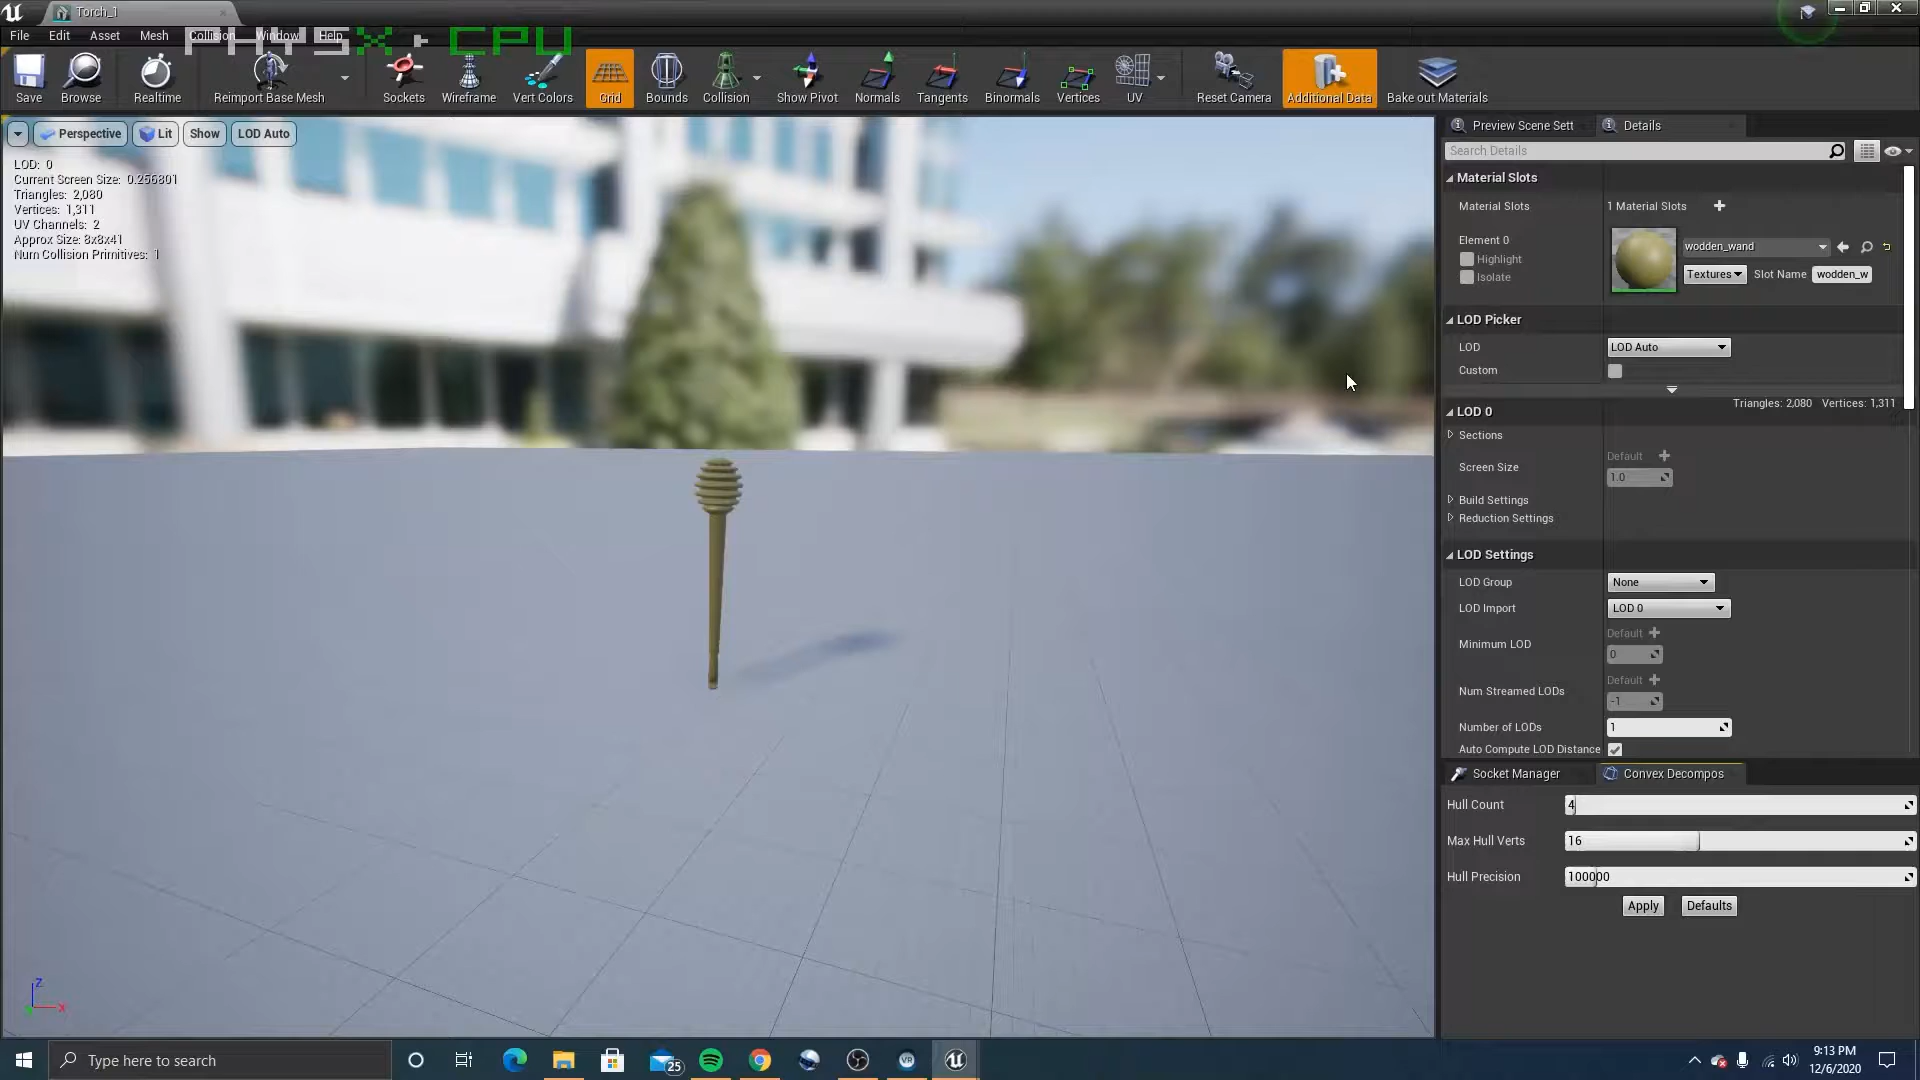 Torch_1
File Edit Asset Mesh Collision Window Help
PHYSX ▸ CPU
Save Browse Realtime Reimport Base Mesh Sockets Wireframe Vert Colors Grid Bounds Collision Show Pivot Normals Tangents Binormals Vertices UV Reset Camera Additional Data Bake out Materials
Perspective Lit Show LOD Auto
LOD: 0
Current Screen Size: 0.256801
Triangles: 2,080
Vertices: 1,311
UV Channels: 2
Approx Size: 8x8x41
Num Collision Primitives: 1
Z
X
Preview Scene Sett Details
Search Details
Material Slots
Material Slots 1 Material Slots
Element 0
Highlight
Isolate
wodden_wand
Textures Slot Name wodden_w
LOD Picker
LOD LOD Auto
Custom
Triangles: 2,080 Vertices: 1,311
LOD 0
Sections
Default
Screen Size
1.0
Build Settings
Reduction Settings
LOD Settings
LOD Group None
LOD Import LOD 0
Default
Minimum LOD
0
Default
Num Streamed LODs
-1
Number of LODs 1
Auto Compute LOD Distance
Socket Manager Convex Decompos
Hull Count 4
Max Hull Verts 16
Hull Precision 100000
Apply Defaults
Type here to search
25
VR
9:13 PM
12/6/2020